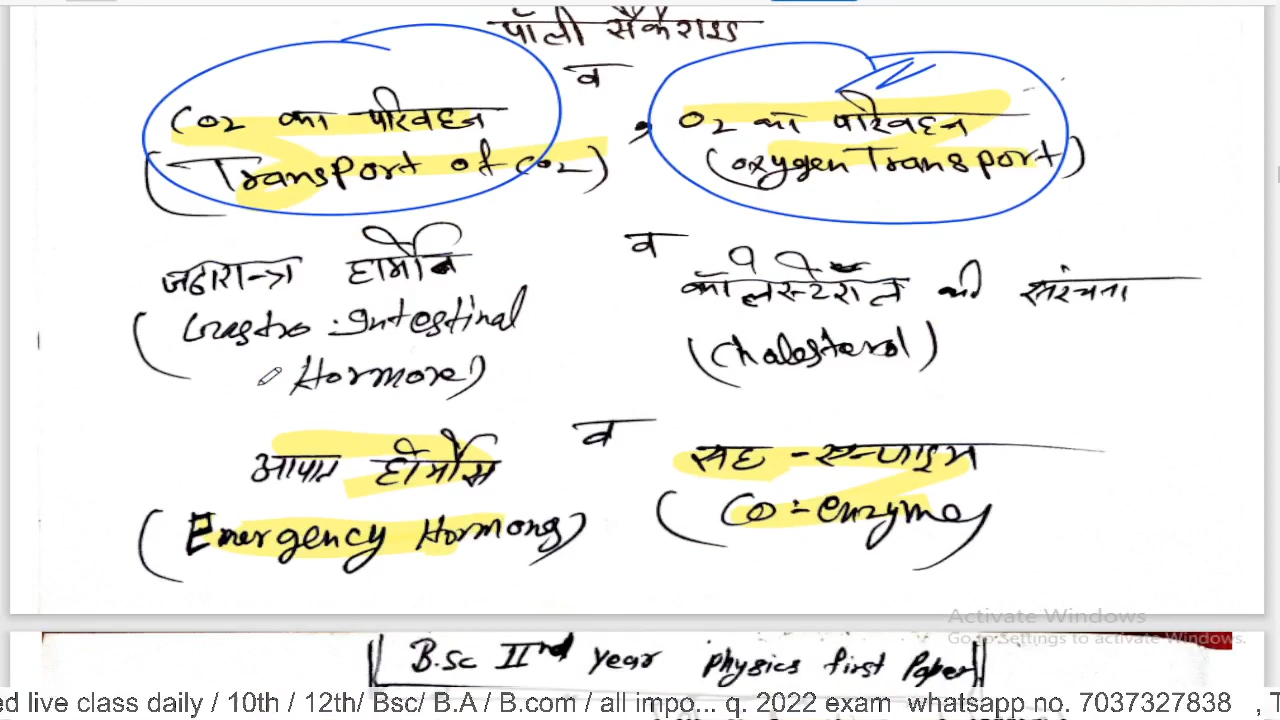 पॉली सैकेराइड
व
CO2 का परिवहन , O2 का परिवहन
(Transport of CO2) (Oxygen Transport)
व
जठरान्त्र हार्मोन कॉलेस्टेरॉल की संरचना
(Gastro-Intestinal Hormore) (Cholesterol)
व
आपात हॉर्मोंस सह-एन्जाइम
(Emergency Hormong) (Co-enzyme)
Activate Windows
Go to Settings to activate Windows.
B.sc IInd Year physics first Paper
ed live class daily / 10th / 12th/ Bsc/ B.A / B.com / all impo... q. 2022 exam whatsapp no. 7037327838 , T